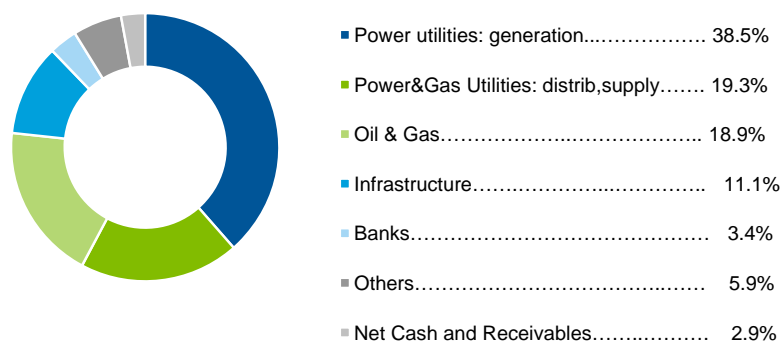 Power utilities: generation...……………… 38.5%
Power&Gas Utilities: distrib,supply……. 19.3%
Oil & Gas………………….………………….. 18.9%
Infrastructure…….……………..………….. 11.1%
Banks……………………………………………… 3.4%
Others…………………………………..……. 5.9%
Net Cash and Receivables……..……….. 2.9%